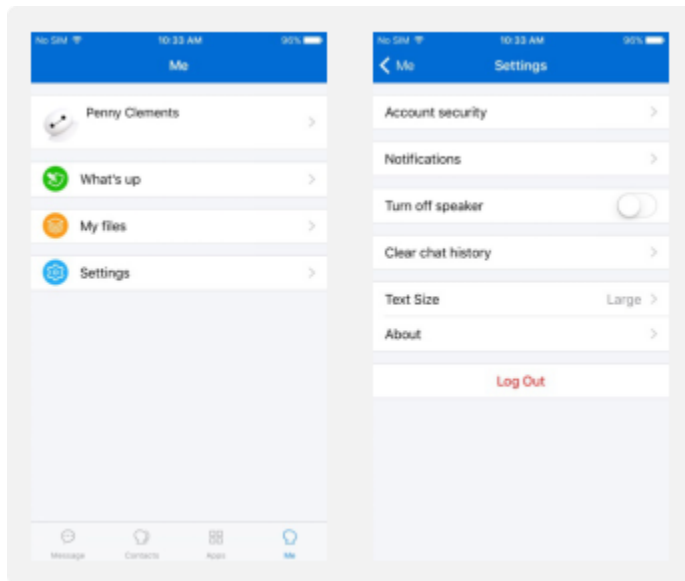 No SIM 10:33 AM 96%
Me
Penny Clements
What's up
My files
Settings
Message Contacts Apps Me
No SIM 10:33 AM 96%
Me Settings
Account security
Notifications
Turn off speaker
Clear chat history
Text Size Large
About
Log Out